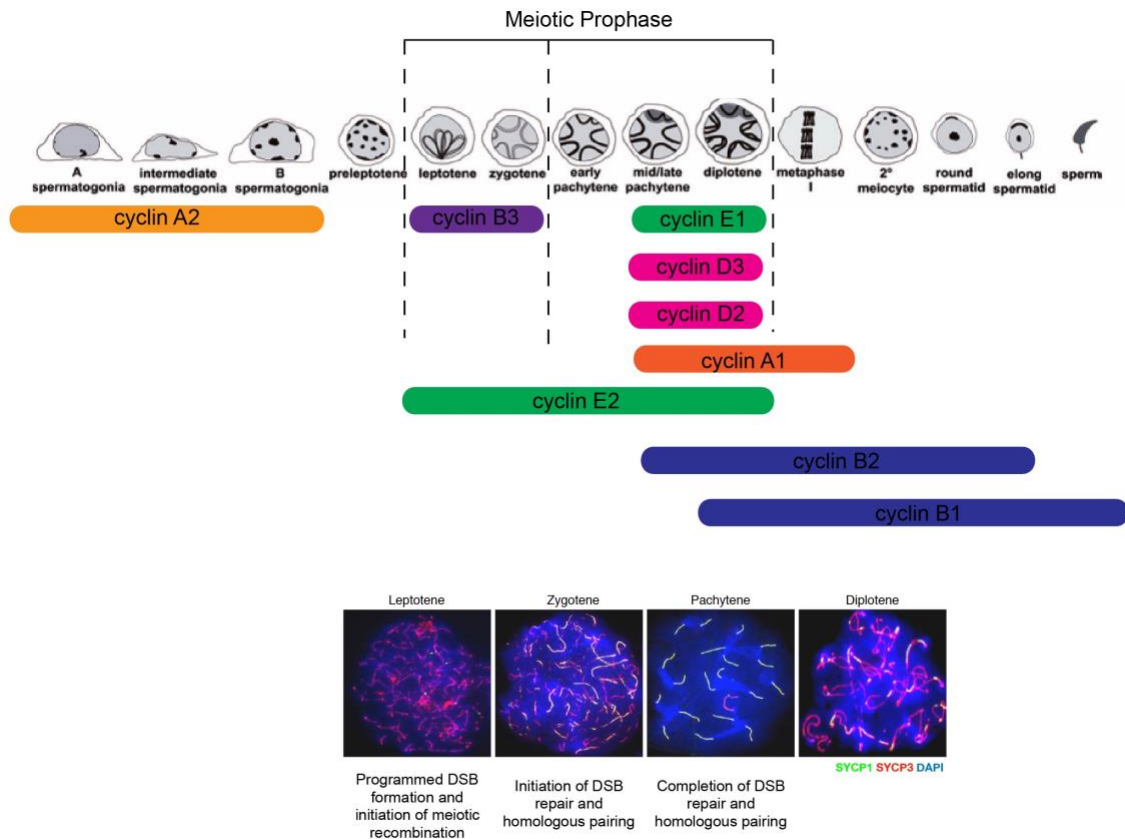 Meiotic Prophase
A
spermatogonia
intermediate
spermatogonia
B
spermatogonia
preleptotene
leptotene
zygotene
early
pachytene
mid/late
pachytene
diplotene
metaphase
I
2°
meiocyte
round
spermatid
elong
spermatid
sperm
cyclin A2
cyclin B3
cyclin E1
cyclin D3
cyclin D2
cyclin A1
cyclin E2
cyclin B2
cyclin B1
Leptotene
Zygotene
Pachytene
Diplotene
SYCP1 SYCP3 DAPI
Programmed DSB
formation and
initiation of meiotic
recombination
Initiation of DSB
repair and
homologous pairing
Completion of DSB
repair and
homologous pairing